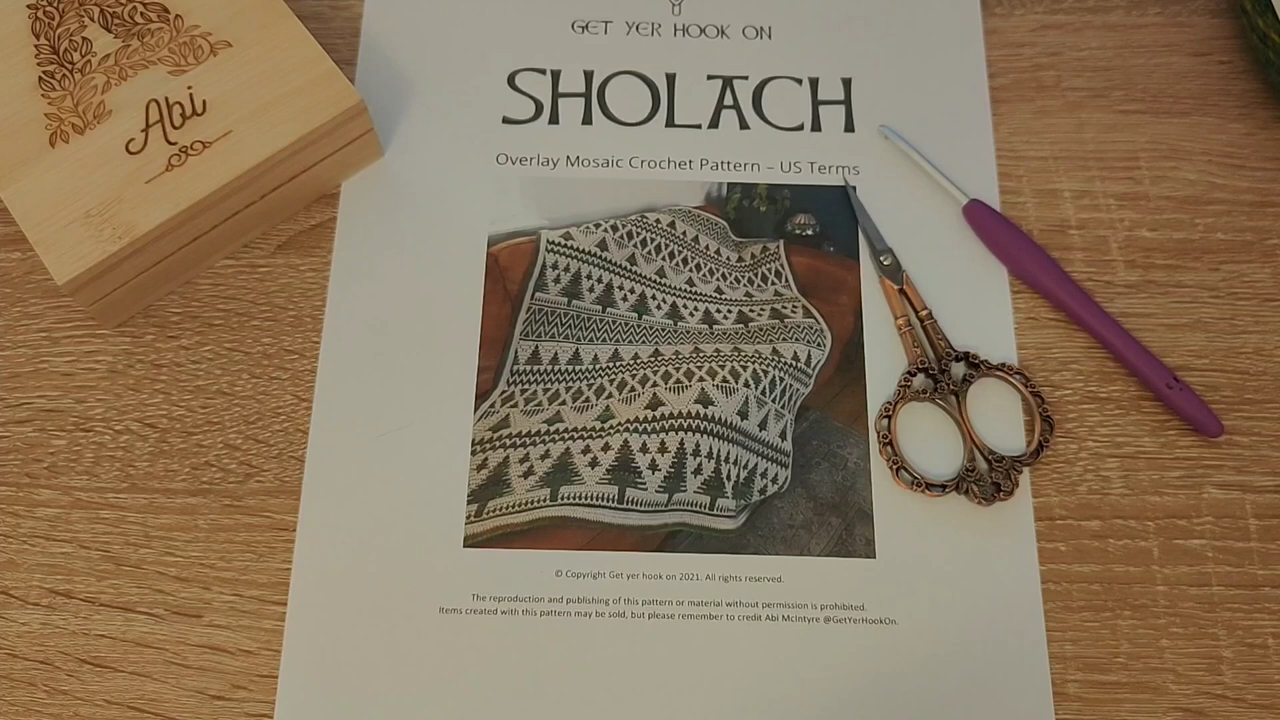 GET YER HOOK ON
SHOLACH
Overlay Mosaic Crochet Pattern – US Terms
Abi
© Copyright Get yer hook on 2021. All rights reserved.
The reproduction and publishing of this pattern or material without permission is prohibited.
Items created with this pattern may be sold, but please remember to credit Abi McIntyre @GetYerHookOn.